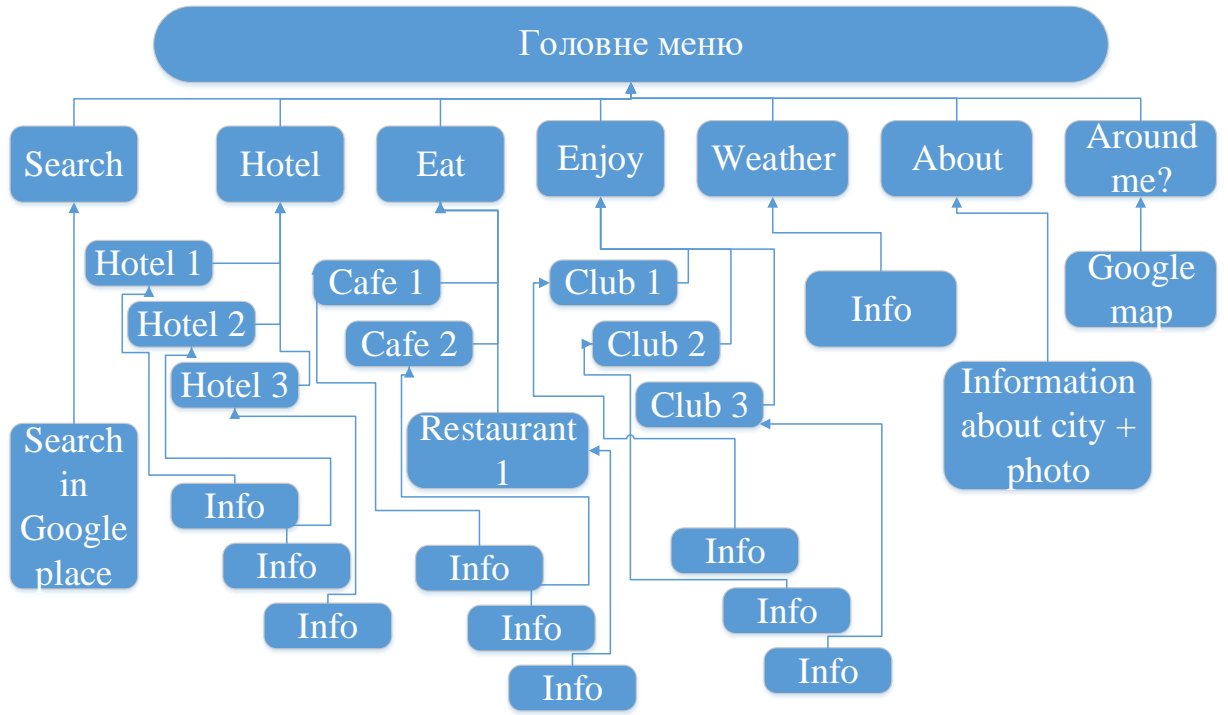 Головне меню
Search
Hotel
Eat
Enjoy
Weather
About
Around
me?
Hotel 1
Hotel 2
Hotel 3
Cafe 1
Cafe 2
Restaurant
1
Club 1
Club 2
Club 3
Info
Google
map
Search
in
Google
place
Information
about city +
photo
Info
Info
Info
Info
Info
Info
Info
Info
Info